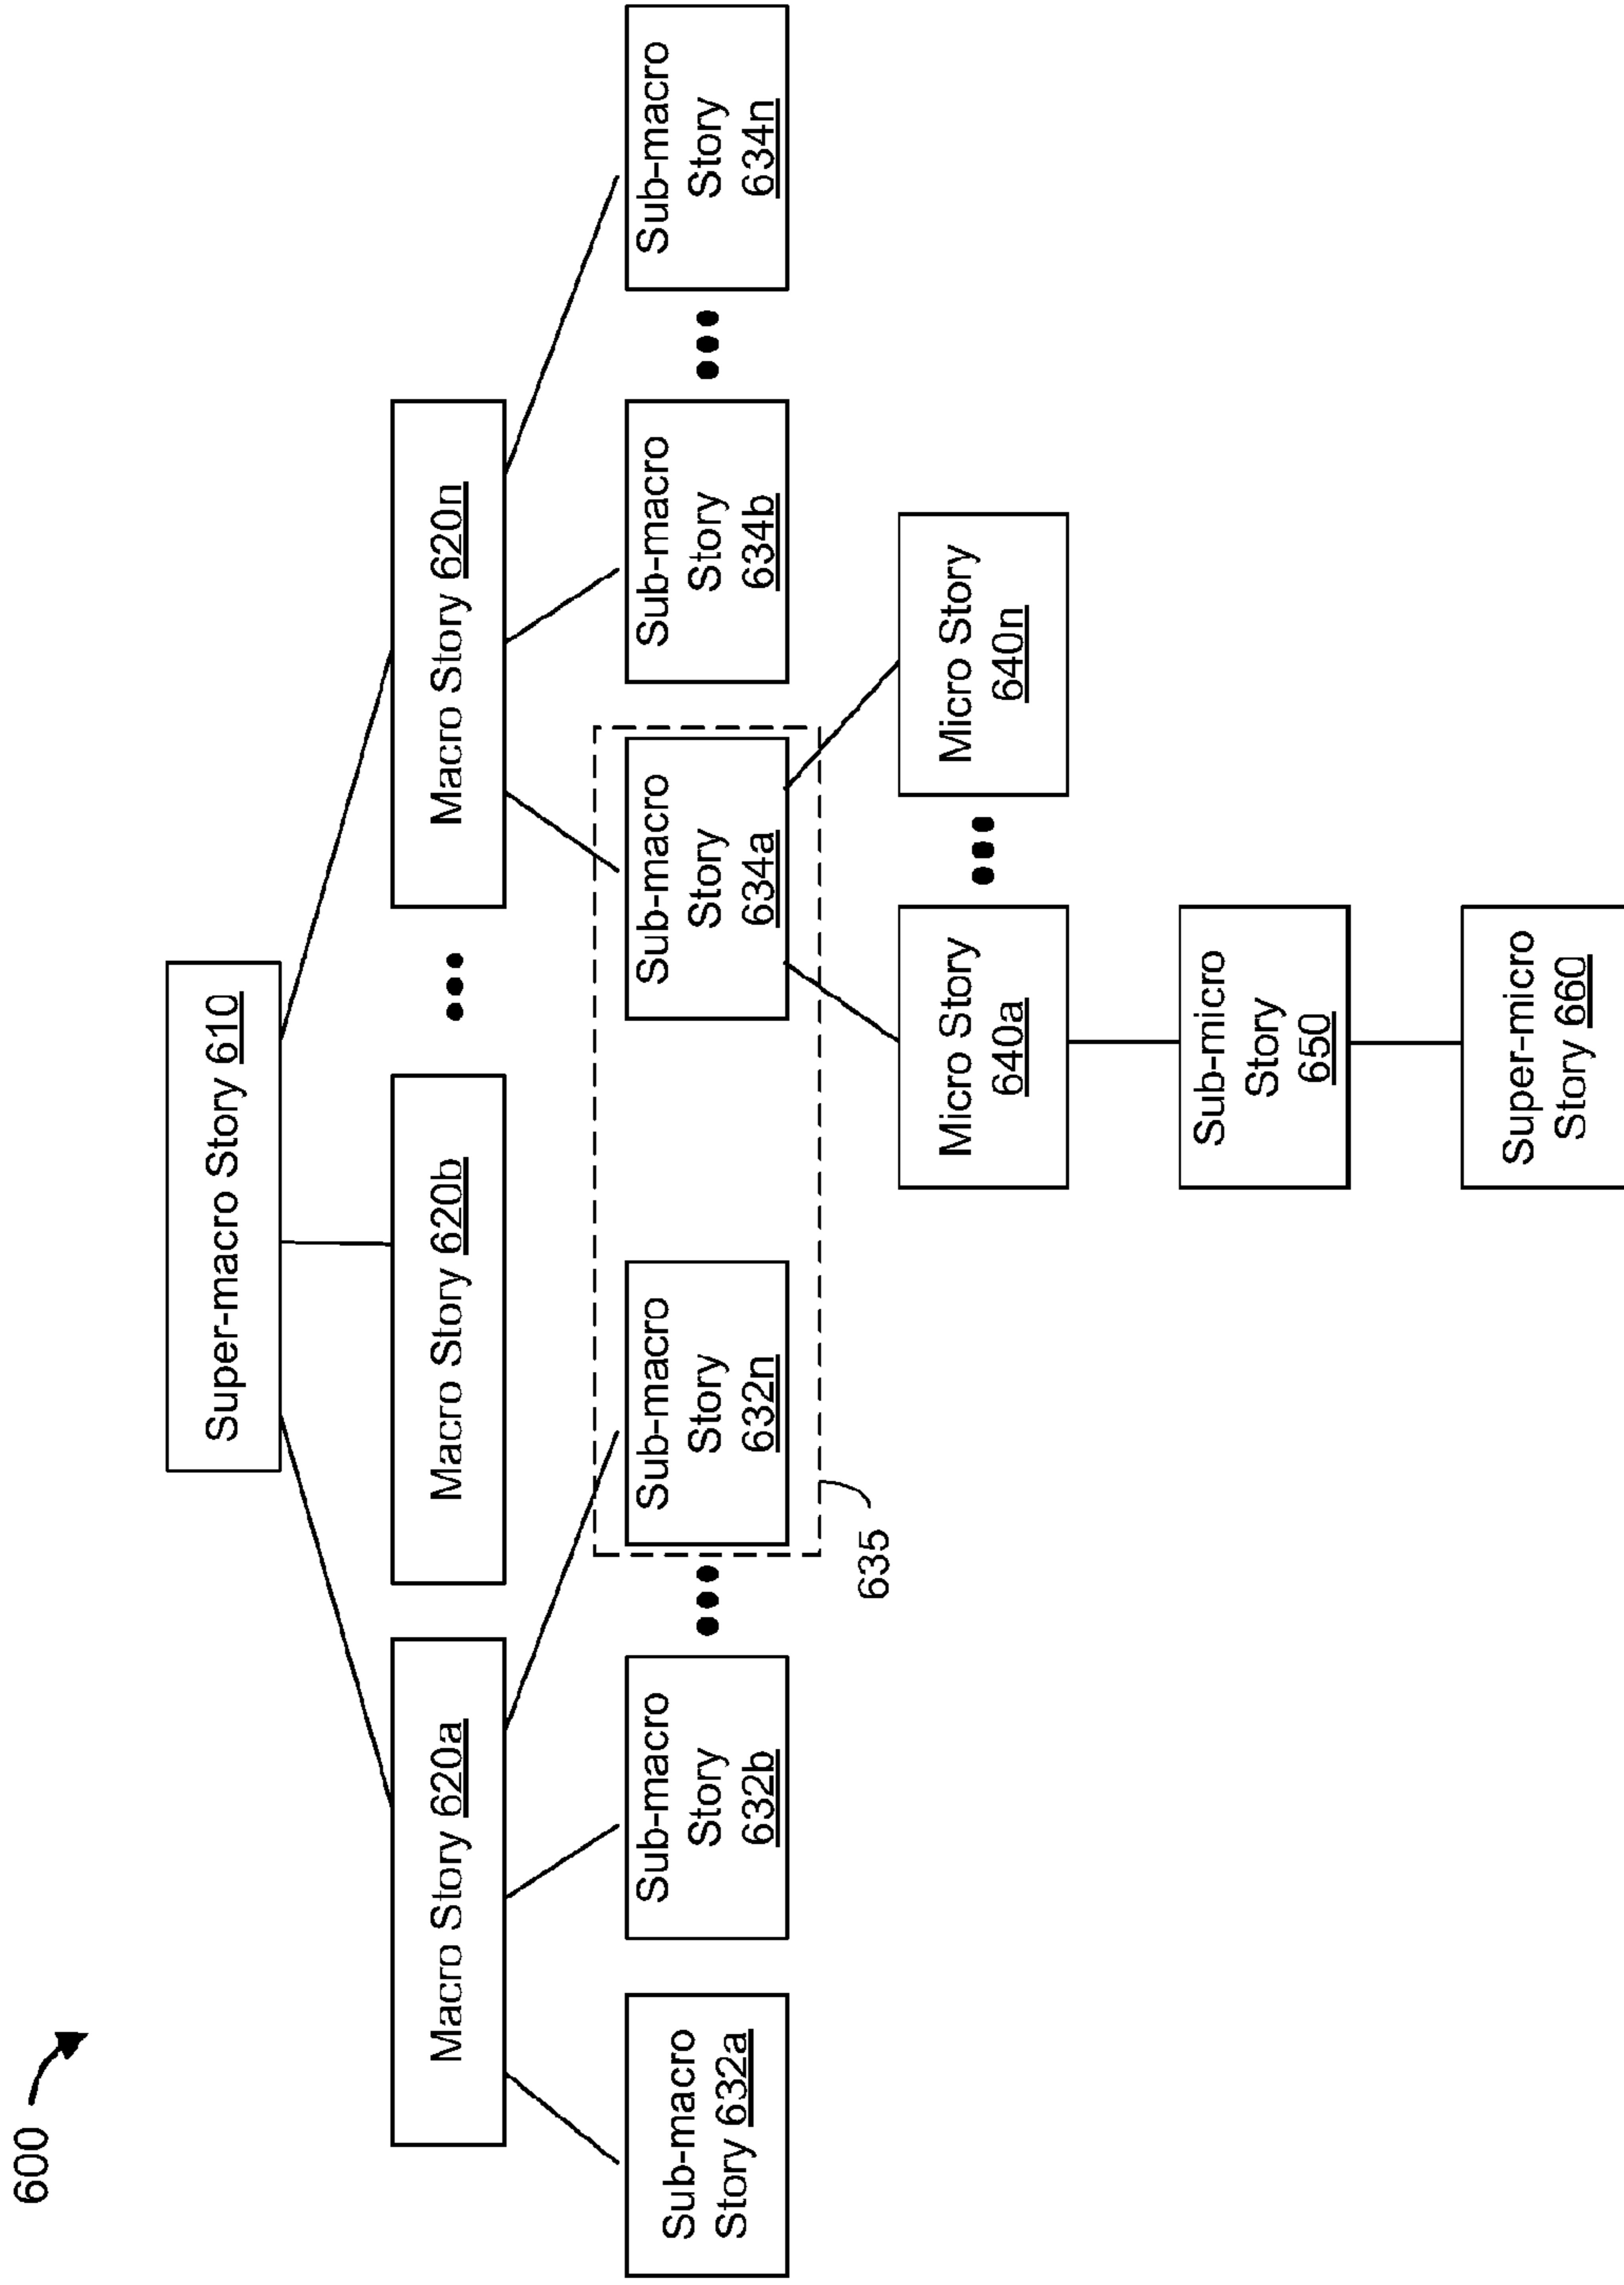 600
Super-macro Story 610
Macro Story 620a
Macro Story 620b
Macro Story 620n
Sub-macro
Story 632a
Sub-macro
Story
632b
Sub-macro
Story
632n
Sub-macro
Story
634a
Sub-macro
Story
634b
Sub-macro
Story
634n
635
Micro Story
640a
Micro Story
640n
Sub-micro
Story
650
Super-micro
Story 660